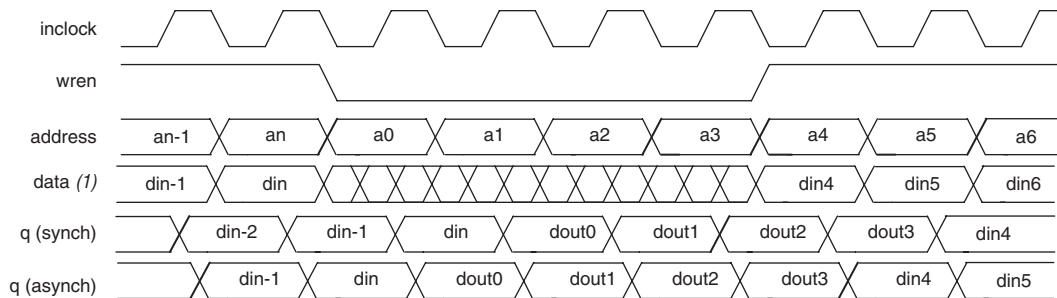 inclock
wren
address an-1 an a0 a1 a2 a3 a4 a5 a6
data (1) din-1 din din4 din5 din6
q (synch) din-2 din-1 din dout0 dout1 dout2 dout3 din4
q (asynch) din-1 din dout0 dout1 dout2 dout3 din4 din5